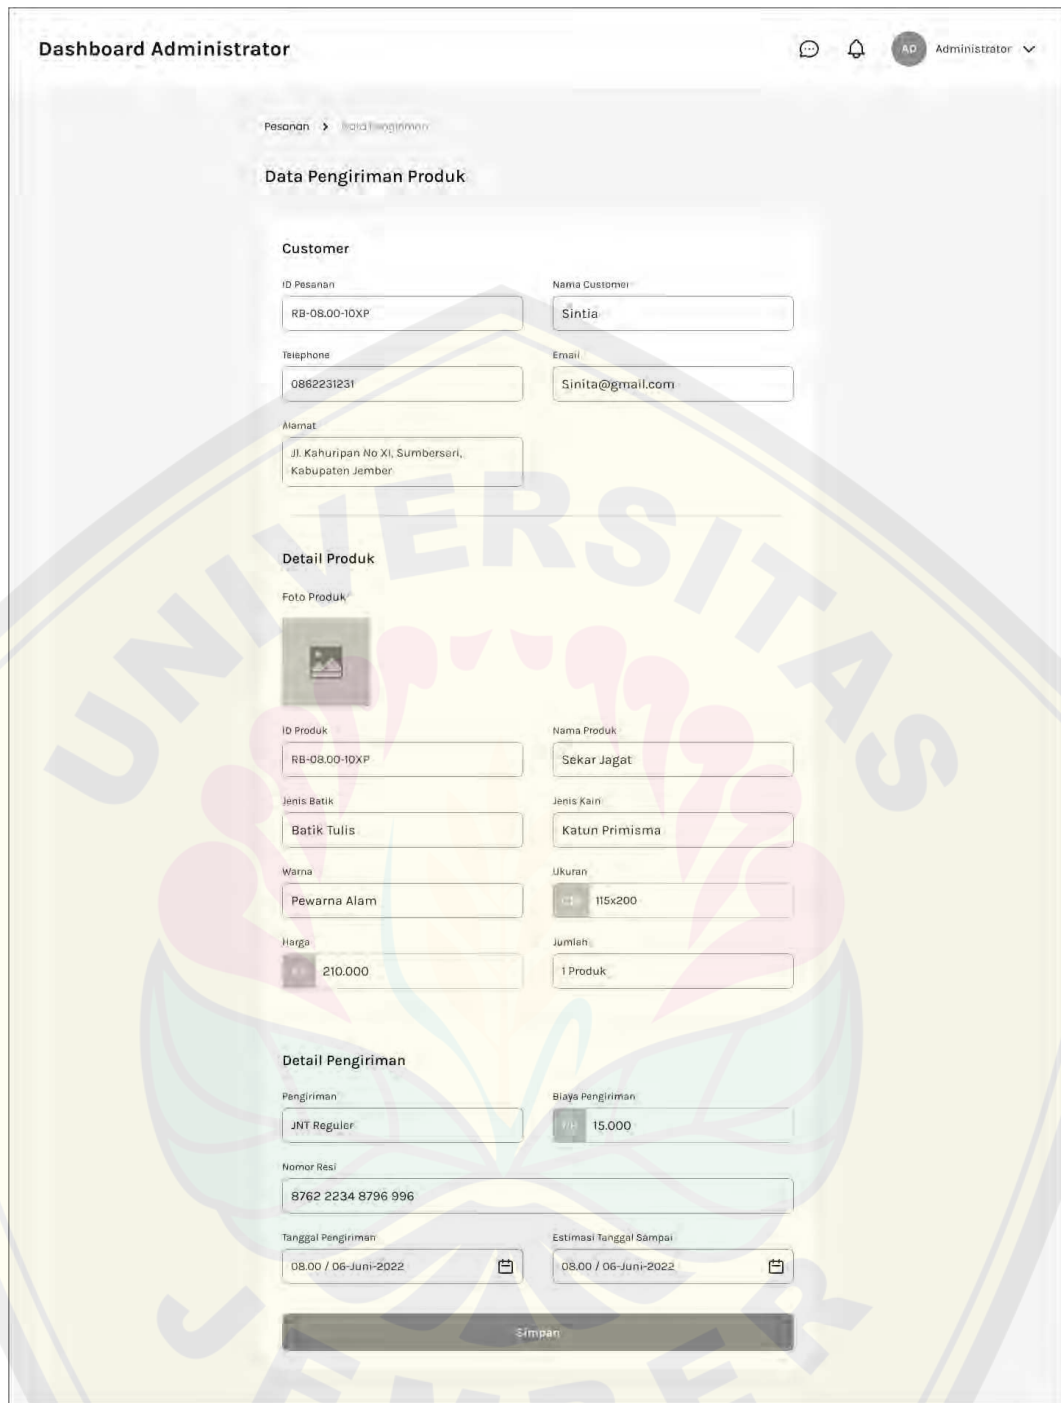 Dashboard Administrator
AD Administrator
Pesanan > Data Pengiriman
Data Pengiriman Produk
Customer
ID Pesanan Nama Customer
RB-08.00-10XP Sintia
Telephone Email
0862231231 Sinita@gmail.com
Alamat
Jl. Kahuripan No XI, Sumbersari,
Kabupaten Jember
Detail Produk
Foto Produk
ID Produk Nama Produk
RB-08.00-10XP Sekar Jagat
Jenis Batik Jenis Kain
Batik Tulis Katun Primisma
Warna Ukuran
Pewarna Alam 115x200
Harga Jumlah
210.000 1 Produk
Detail Pengiriman
Pengiriman Biaya Pengiriman
JNT Reguler 15.000
Nomor Resi
8762 2234 8796 996
Tanggal Pengiriman Estimasi Tanggal Sampai
08.00 / 06-Juni-2022 08.00 / 06-Juni-2022
Simpan
UNIVERSITAS
JEMBER